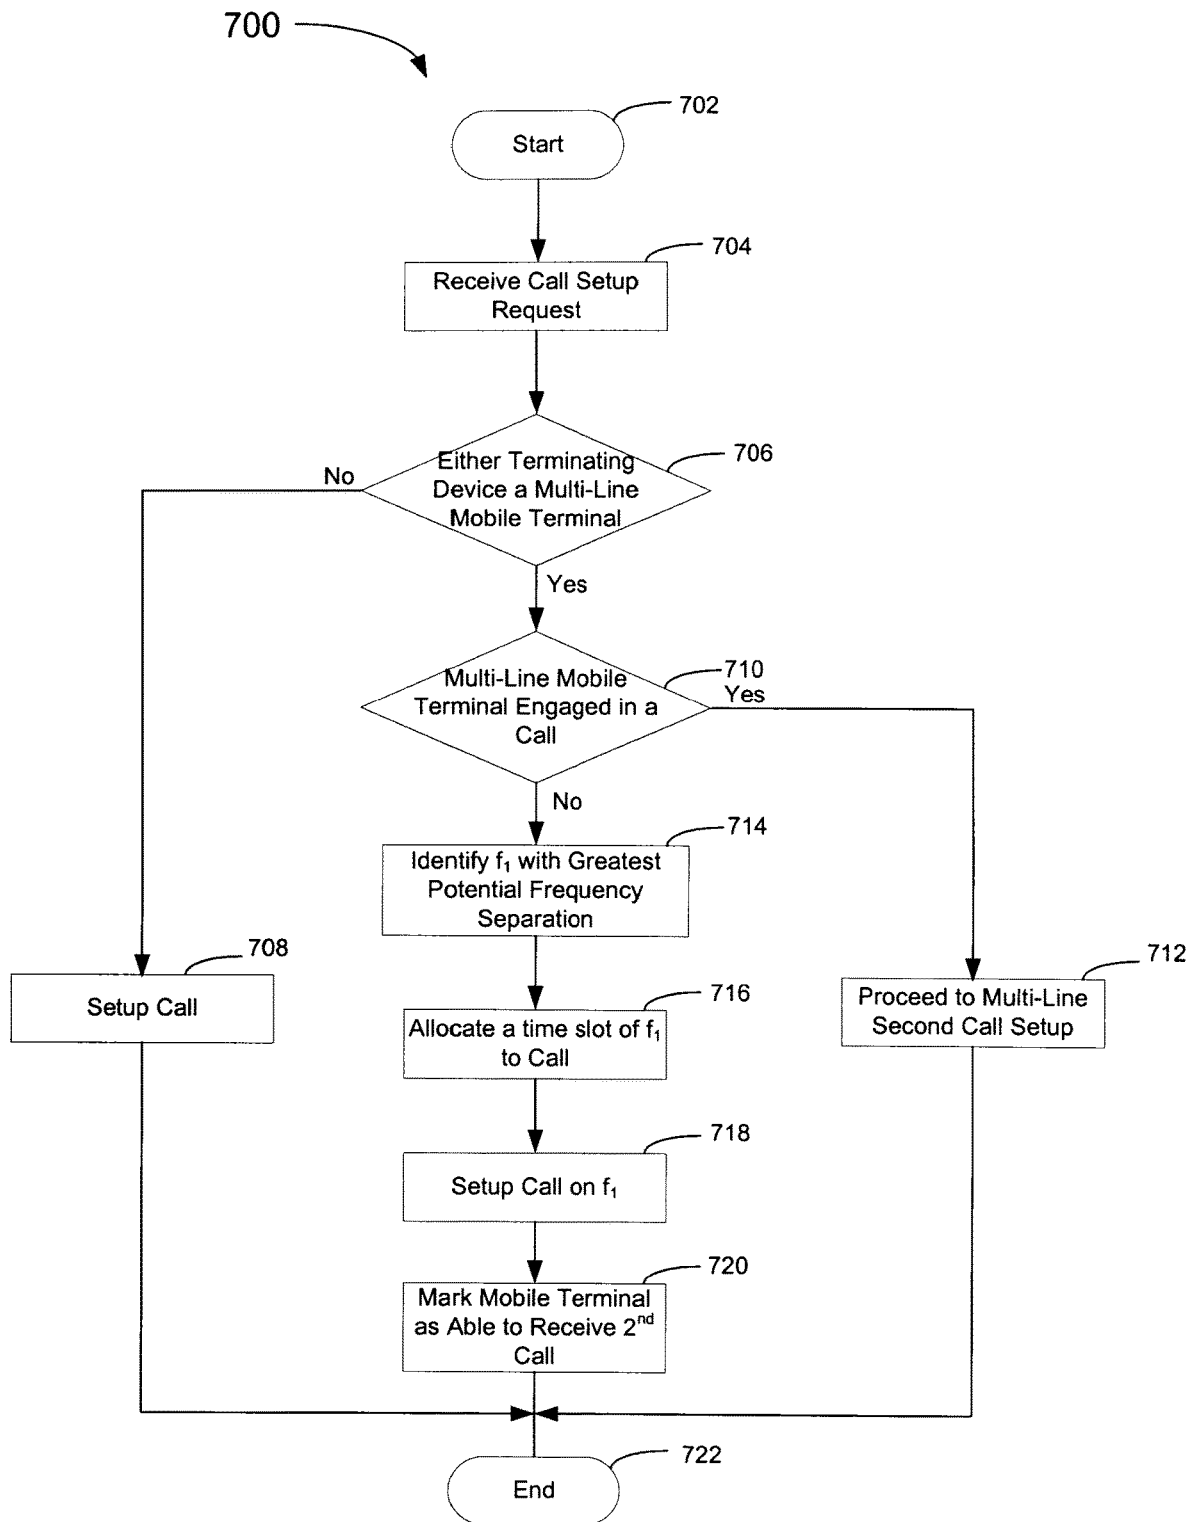 700
702
Start
704
Receive Call Setup
Request
706
Either Terminating
Device a Multi-Line
Mobile Terminal
No
Yes
710
Multi-Line Mobile
Terminal Engaged in a
Call
Yes
No
714
Identify f₁ with Greatest
Potential Frequency
Separation
708
Setup Call
712
Proceed to Multi-Line
Second Call Setup
716
Allocate a time slot of f₁
to Call
718
Setup Call on f₁
720
Mark Mobile Terminal
as Able to Receive 2nd
Call
722
End